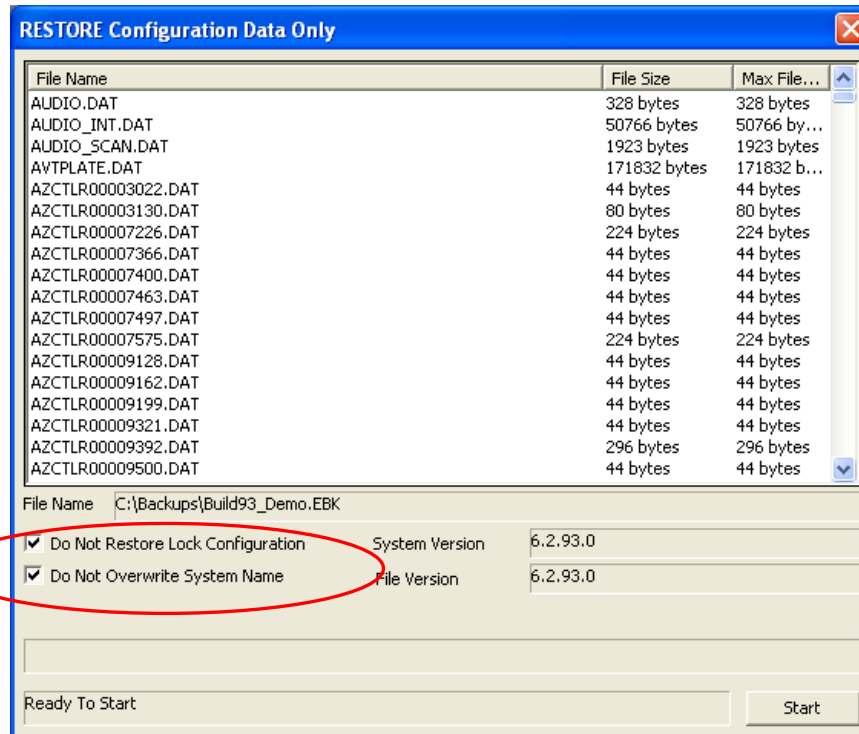 RESTORE Configuration Data Only
File Name File Size Max File...
AUDIO.DAT 328 bytes 328 bytes
AUDIO_INT.DAT 50766 bytes 50766 by...
AUDIO_SCAN.DAT 1923 bytes 1923 bytes
AVTPLATE.DAT 171832 bytes 171832 b...
AZCTLR00003022.DAT 44 bytes 44 bytes
AZCTLR00003130.DAT 80 bytes 80 bytes
AZCTLR00007226.DAT 224 bytes 224 bytes
AZCTLR00007366.DAT 44 bytes 44 bytes
AZCTLR00007400.DAT 44 bytes 44 bytes
AZCTLR00007463.DAT 44 bytes 44 bytes
AZCTLR00007497.DAT 44 bytes 44 bytes
AZCTLR00007575.DAT 224 bytes 224 bytes
AZCTLR00009128.DAT 44 bytes 44 bytes
AZCTLR00009162.DAT 44 bytes 44 bytes
AZCTLR00009199.DAT 44 bytes 44 bytes
AZCTLR00009321.DAT 44 bytes 44 bytes
AZCTLR00009392.DAT 296 bytes 296 bytes
AZCTLR00009500.DAT 44 bytes 44 bytes
File Name C:\Backups\Build93_Demo.EBK
Do Not Restore Lock Configuration System Version 6.2.93.0
Do Not Overwrite System Name File Version 6.2.93.0
Ready To Start Start